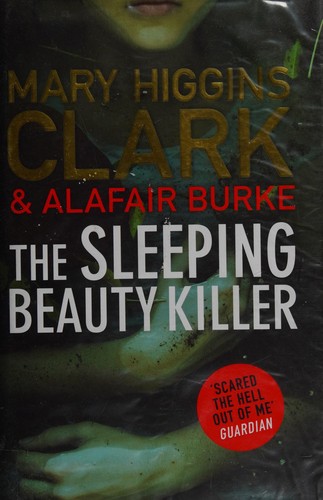 MARY HIGGINS
CLARK
& ALAFAIR BURKE
THE SLEEPING
BEAUTY KILLER
'SCARED
THE HELL
OUT OF ME'
GUARDIAN